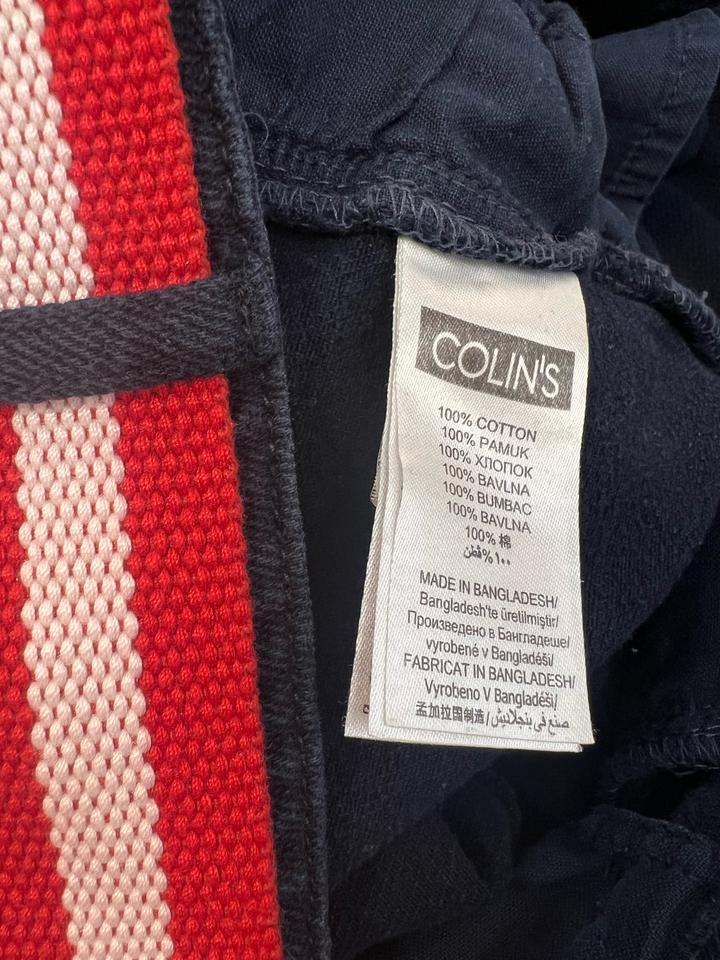 COLIN'S
100% COTTON
100% PAMUK
100% ХЛОПОК
100% BAVLNA
100% BUMBAC
100% BAVLNA
100% 棉
١٠٠% قطن
MADE IN BANGLADESH/
Bangladesh'te üretilmiştir/
Произведено в Бангладеше/
vyrobené v Bangladéši/
FABRICAT IN BANGLADESH/
Vyrobeno V Bangladéši/
孟加拉国制造/صنع في بنجلاديش